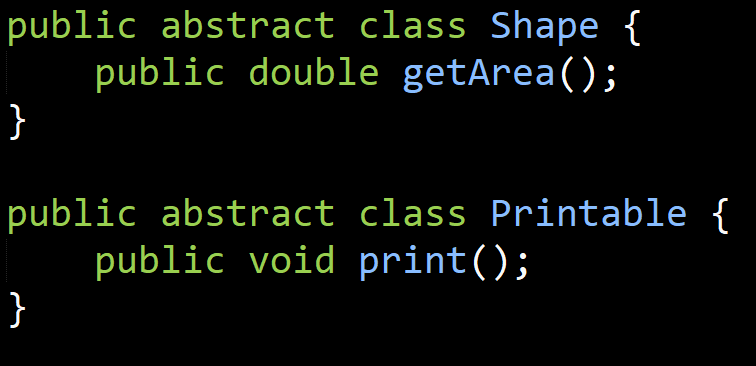 public abstract class Shape {
    public double getArea();
}
public abstract class Printable {
    public void print();
}